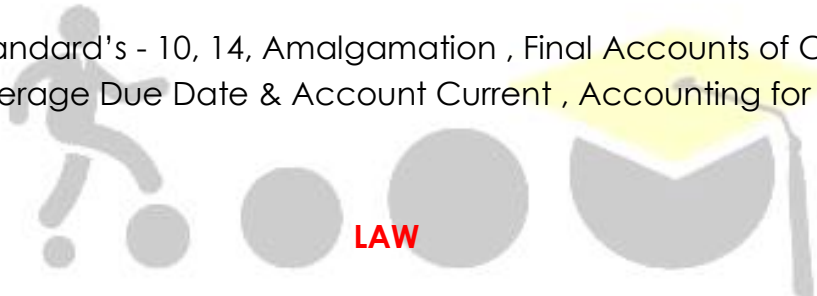 andard's - 10, 14, Amalgamation , Final Accounts of
erage Due Date & Account Current , Accounting for
LAW